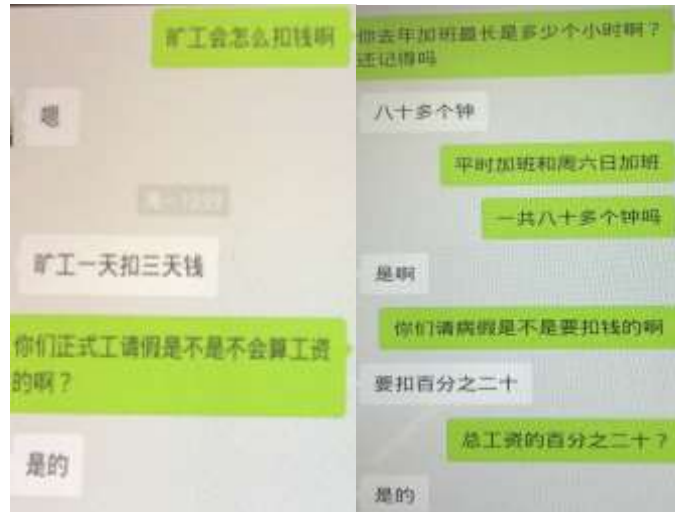 旷工会怎么扣钱啊
嗯
旷工一天扣三天钱
你们正式工请假是不是不会算工资
的啊？
是的
你去年加班最长是多少个小时啊？
还记得吗
八十多个钟
平时加班和周六日加班
一共八十多个钟吗
是啊
你们请病假是不是要扣钱的啊
要扣百分之二十
总工资的百分之二十？
是的